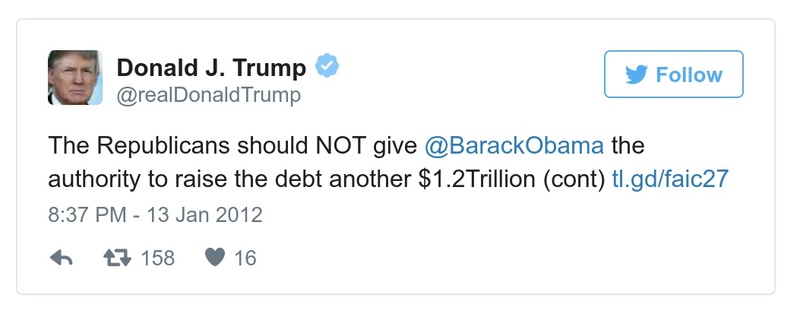 Donald J. Trump
@realDonaldTrump
Follow
The Republicans should NOT give @BarackObama the
authority to raise the debt another $1.2Trillion (cont) tl.gd/faic27
8:37 PM - 13 Jan 2012
158 16